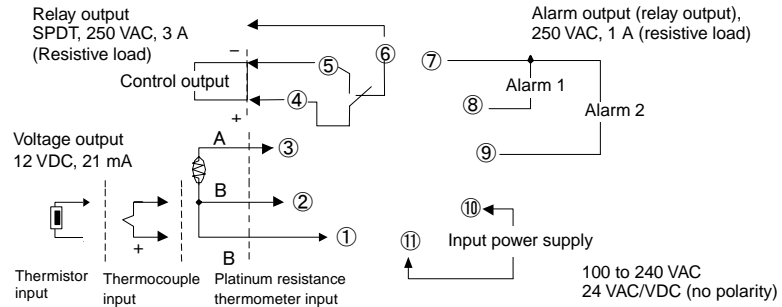 Relay output
SPDT, 250 VAC, 3 A
(Resistive load)
Alarm output (relay output),
250 VAC, 1 A (resistive load)
−
⑤
⑥
⑦
Control output
Alarm 1
④
⑧
Alarm 2
+
Voltage output
12 VDC, 21 mA
A
③
⑨
B
②
⑩
−
+
①
⑪
Input power supply
B
Thermistor
input
Thermocouple
input
Platinum resistance
thermometer input
100 to 240 VAC
24 VAC/VDC (no polarity)